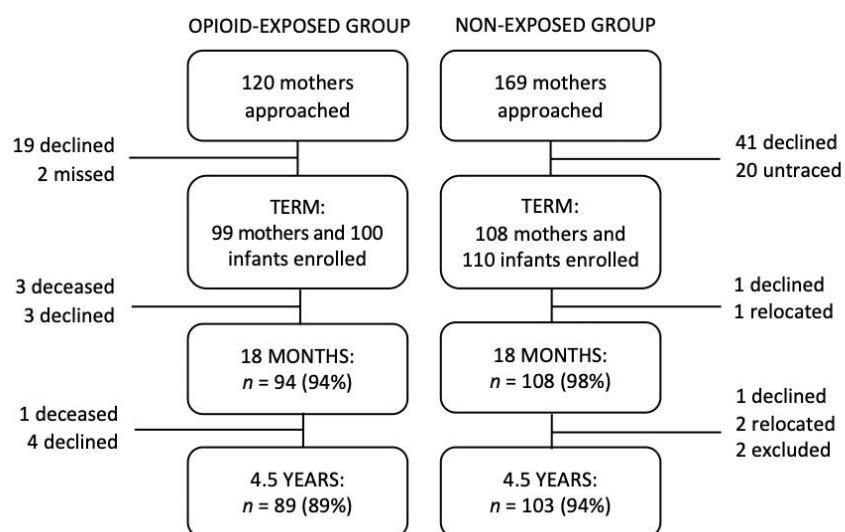 OPIOID-EXPOSED GROUP
NON-EXPOSED GROUP
120 mothers
approached
169 mothers
approached
19 declined
2 missed
41 declined
20 untraced
TERM:
99 mothers and 100
infants enrolled
TERM:
108 mothers and
110 infants enrolled
3 deceased
3 declined
1 declined
1 relocated
18 MONTHS:
n = 94 (94%)
18 MONTHS:
n = 108 (98%)
1 deceased
4 declined
1 declined
2 relocated
2 excluded
4.5 YEARS:
n = 89 (89%)
4.5 YEARS:
n = 103 (94%)